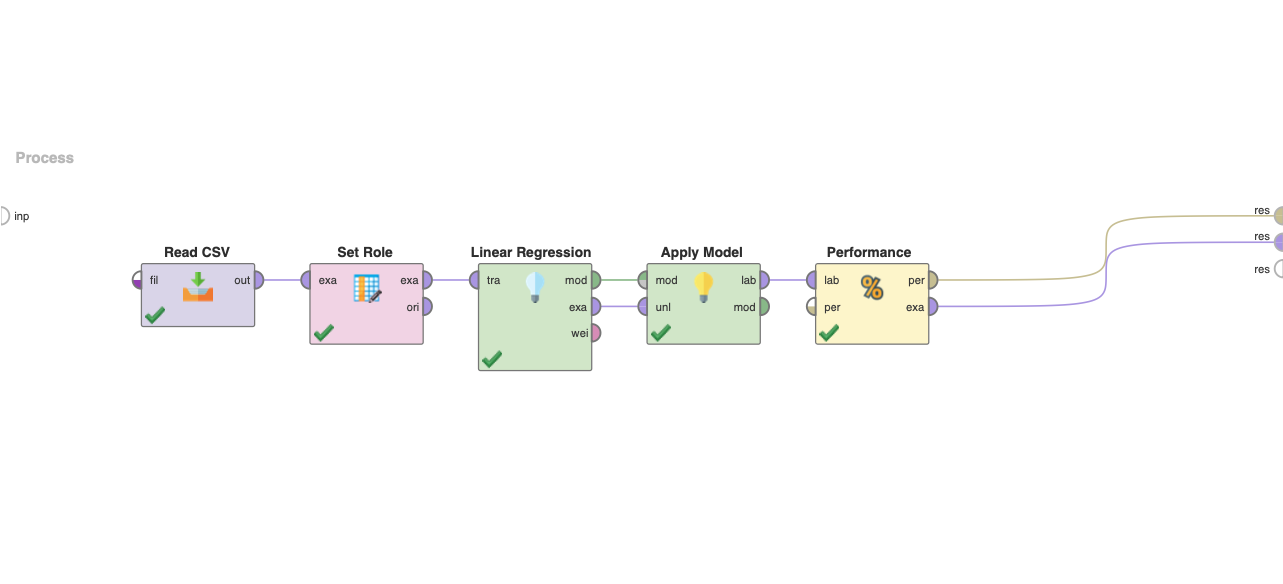 Process
inp
res
res
res
Read CSV
fil out
Set Role
exa exa
ori
Linear Regression
tra mod
exa
wei
Apply Model
mod lab
unl mod
Performance
% 
lab per
per exa